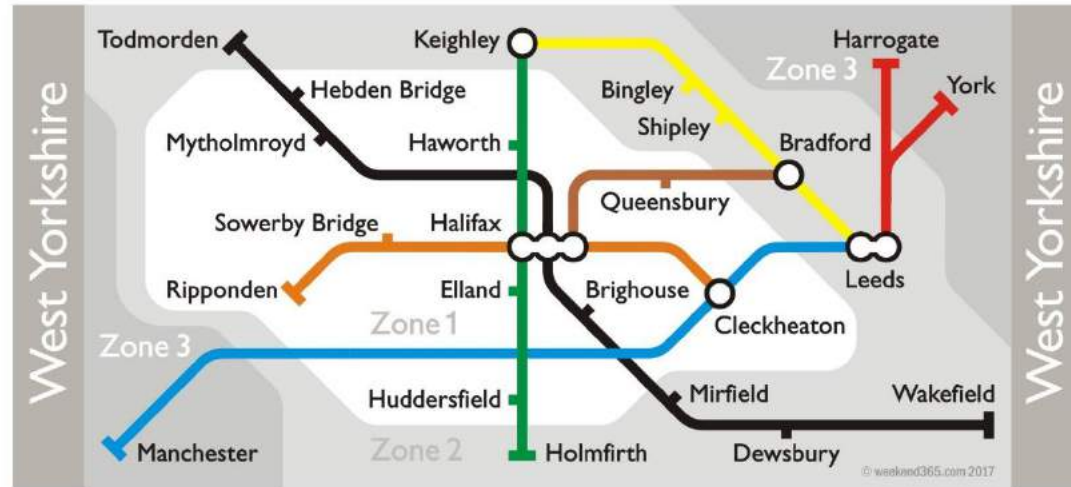 West Yorkshire
Todmorden
Keighley
Harrogate
Zone 3
York
Hebden Bridge
Bingley
Mytholmroyd
Haworth
Shipley
Bradford
Queensbury
Sowerby Bridge
Halifax
Leeds
Ripponden
Elland
Brighouse
Zone 1
Cleckheaton
Zone 3
Huddersfield
Mirfield
Wakefield
Manchester
Zone 2
Holmfirth
Dewsbury
© weekend365.com 2017
West Yorkshire